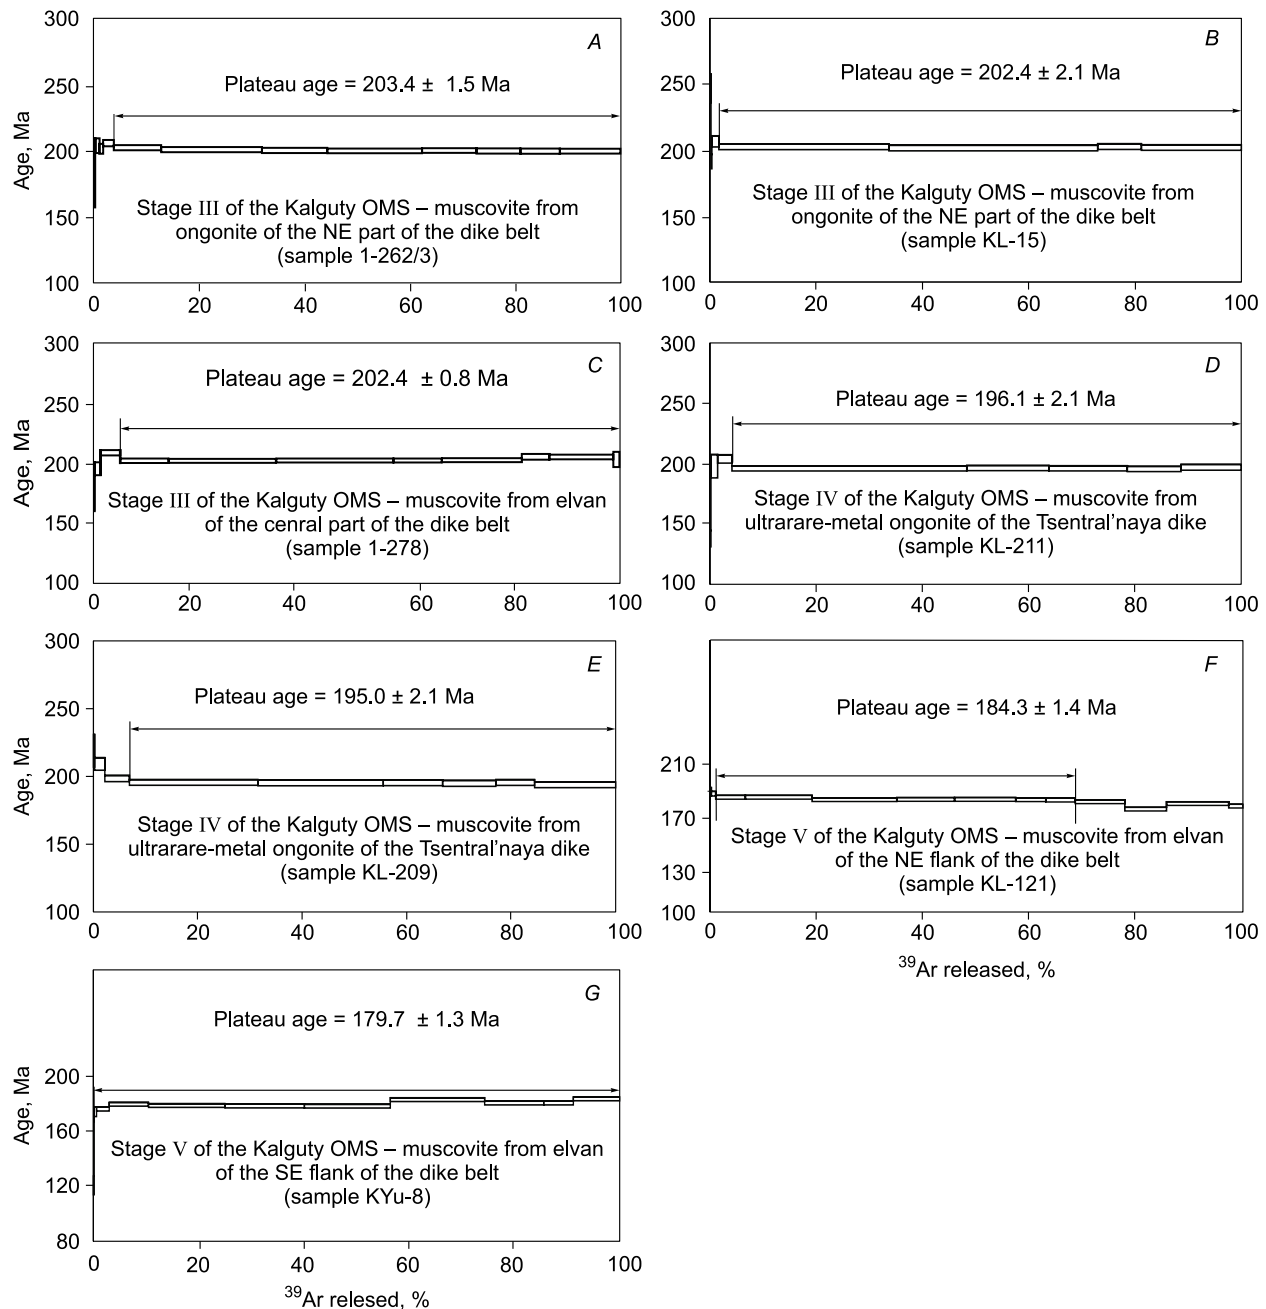 A
Plateau age = 203.4 ± 1.5 Ma
Age, Ma
300
250
200
150
100
Stage III of the Kalguty OMS – muscovite from
ongonite of the NE part of the dike belt
(sample 1-262/3)
0 20 40 60 80 100
B
Plateau age = 202.4 ± 2.1 Ma
300
250
200
150
100
Stage III of the Kalguty OMS – muscovite from
ongonite of the NE part of the dike belt
(sample KL-15)
0 20 40 60 80 100
C
Plateau age = 202.4 ± 0.8 Ma
Age, Ma
300
250
200
150
100
Stage III of the Kalguty OMS – muscovite from elvan
of the cenral part of the dike belt
(sample 1-278)
0 20 40 60 80 100
D
Plateau age = 196.1 ± 2.1 Ma
300
250
200
150
100
Stage IV of the Kalguty OMS – muscovite from
ultrarare-metal ongonite of the Tsentral’naya dike
(sample KL-211)
0 20 40 60 80 100
E
Plateau age = 195.0 ± 2.1 Ma
Age, Ma
300
250
200
150
100
Stage IV of the Kalguty OMS – muscovite from
ultrarare-metal ongonite of the Tsentral’naya dike
(sample KL-209)
0 20 40 60 80 100
F
Plateau age = 184.3 ± 1.4 Ma
210
170
130
100
Stage V of the Kalguty OMS – muscovite from elvan
of the NE flank of the dike belt
(sample KL-121)
0 20 40 60 80 100
39Ar released, %
G
Plateau age = 179.7 ± 1.3 Ma
Age, Ma
200
160
120
80
Stage V of the Kalguty OMS – muscovite from elvan
of the SE flank of the dike belt
(sample KYu-8)
0 20 40 60 80 100
39Ar relesed, %